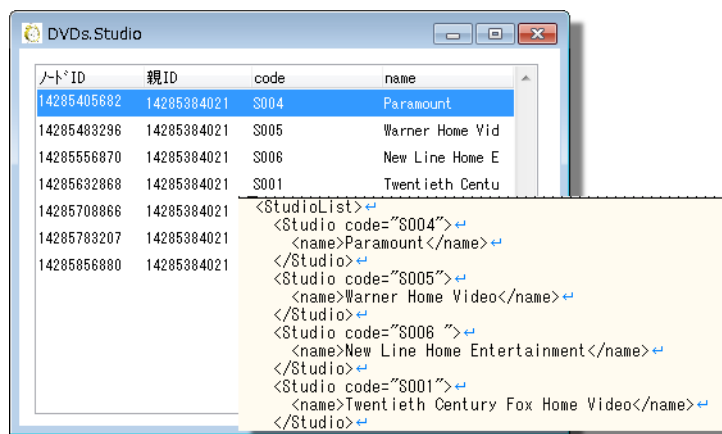 DVDs.Studio
ノードID 親ID code name
14285405682 14285384021 S004 Paramount
14285483296 14285384021 S005 Warner Home Vid
14285556870 14285384021 S006 New Line Home E
14285632868 14285384021 S001 Twentieth Centu
14285708866 14285384021
14285783207 14285384021
14285856880 14285384021
<StudioList>↵
<Studio code="S004">↵
<name>Paramount</name>↵
</Studio>↵
<Studio code="S005">↵
<name>Warner Home Video</name>↵
</Studio>↵
<Studio code="S006 ">↵
<name>New Line Home Entertainment</name>↵
</Studio>↵
<Studio code="S001">↵
<name>Twentieth Century Fox Home Video</name>↵
</Studio>↵